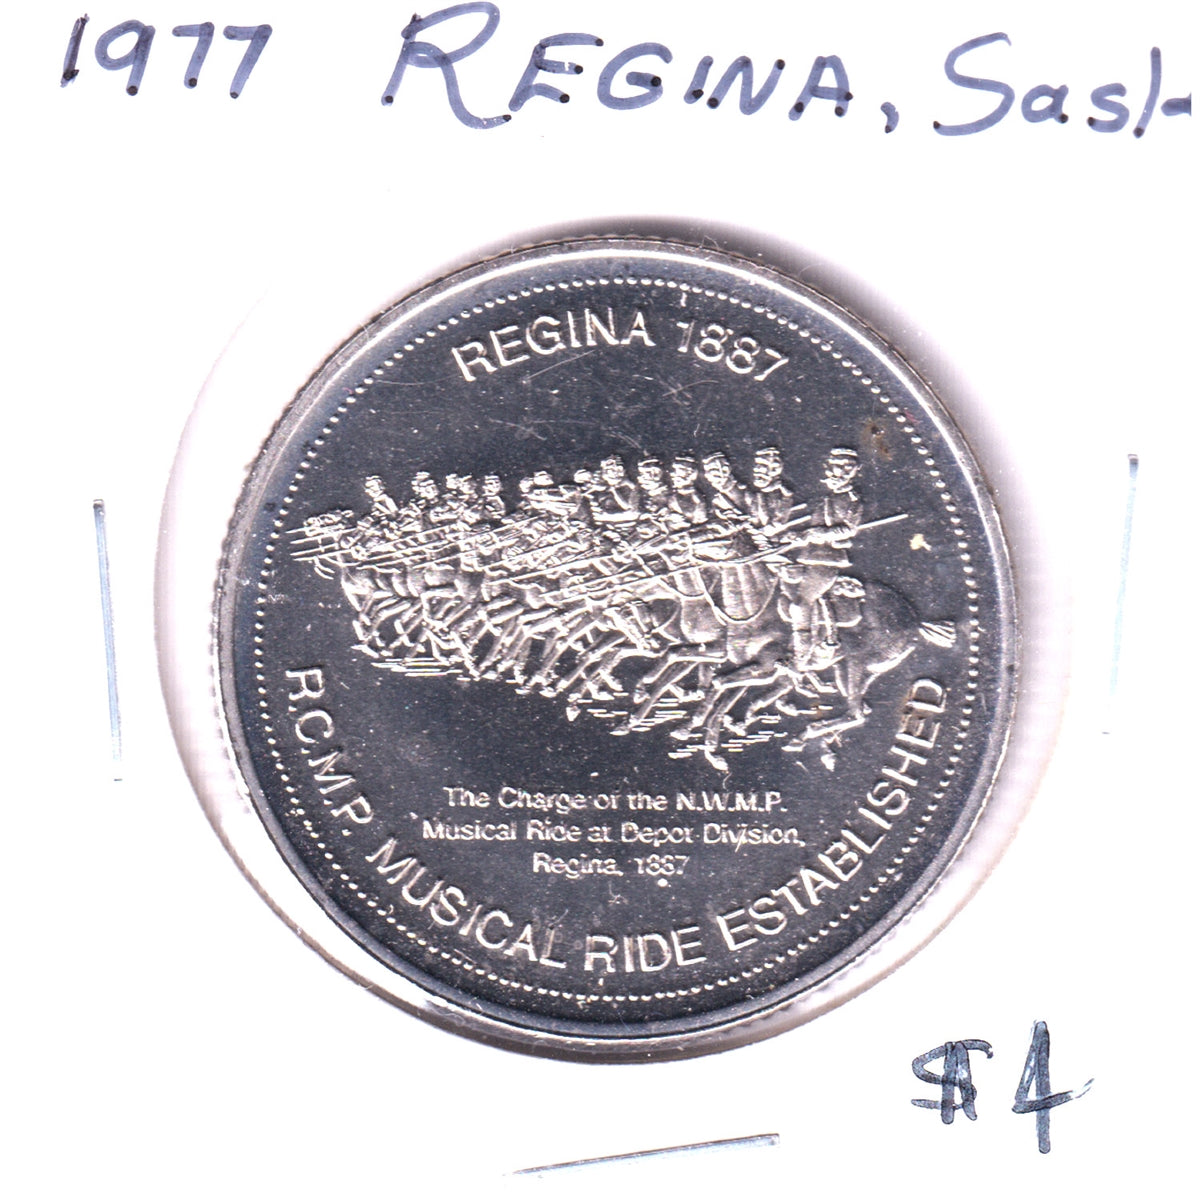 1977 REGINA, Sask
REGINA 1887
The Charge of the N.W.M.P.
Musical Ride at Depot Division,
Regina, 1887
R.C.M.P. MUSICAL RIDE ESTABLISHED
$4